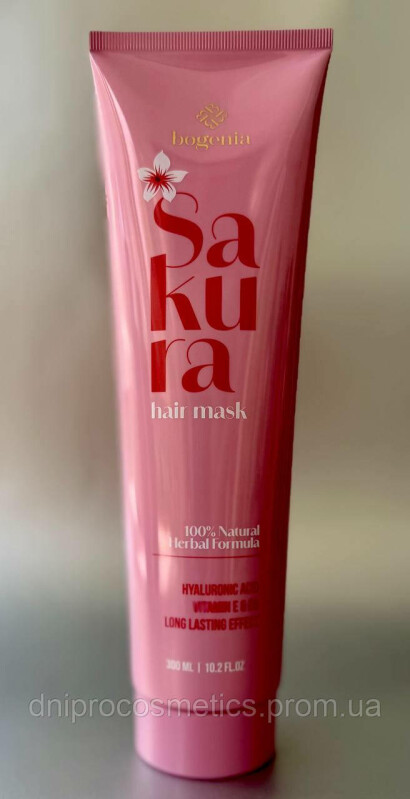 bogenia
Sa
ku
ra
hair mask
100% Natural
Herbal Formula
HYALURONIC ACID
VITAMIN E &
LONG LASTING EFFECT
300 ML | 10.2 FL.OZ
dniprocosmetics.prom.ua